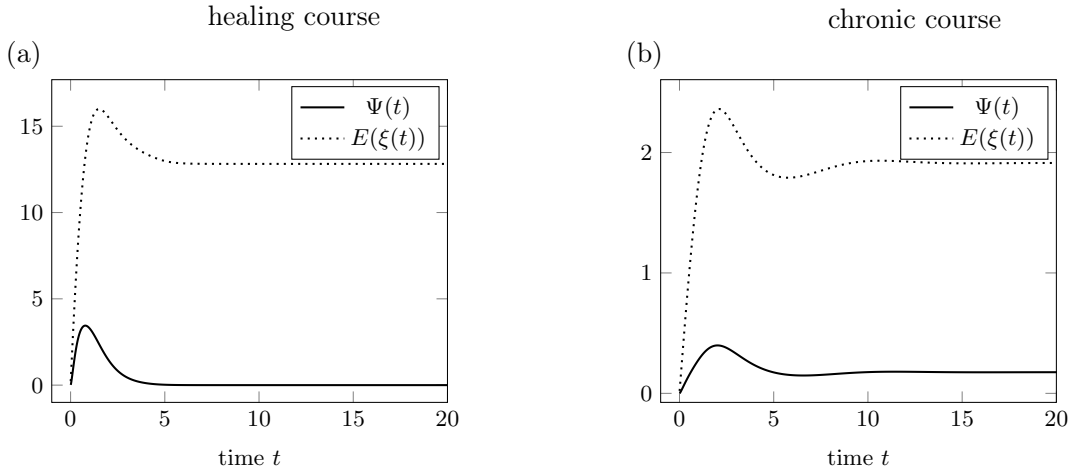 healing course
(a)
Ψ(t)
E(ξ(t))
15
10
5
0
0 5 10 15 20
time t
chronic course
(b)
Ψ(t)
E(ξ(t))
2
1
0
0 5 10 15 20
time t